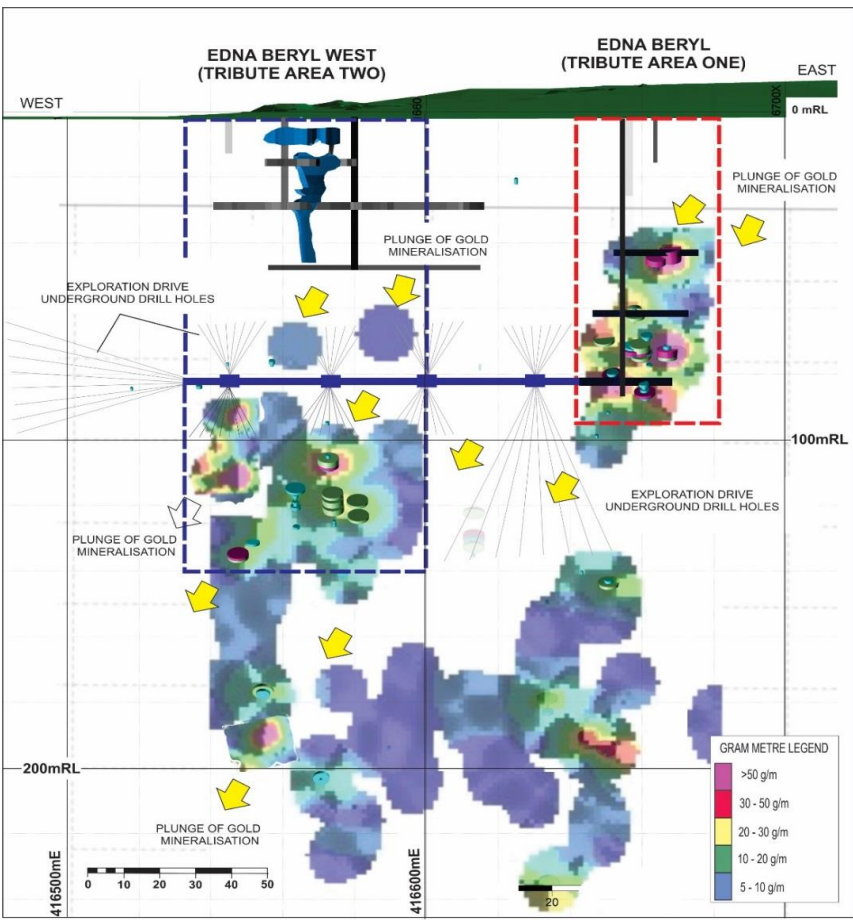 EDNA BERYL WEST
(TRIBUTE AREA TWO)
EDNA BERYL
(TRIBUTE AREA ONE)
WEST
EAST
660
6700X
0 mRL
PLUNGE OF GOLD
MINERALISATION
PLUNGE OF GOLD
MINERALISATION
EXPLORATION DRIVE
UNDERGROUND DRILL HOLES
100mRL
EXPLORATION DRIVE
UNDERGROUND DRILL HOLES
PLUNGE OF GOLD
MINERALISATION
200mRL
GRAM METRE LEGEND
>50 g/m
30 - 50 g/m
20 - 30 g/m
10 - 20 g/m
5 - 10 g/m
PLUNGE OF GOLD
MINERALISATION
0 10 20 30 40 50
20
416500mE
416600mE